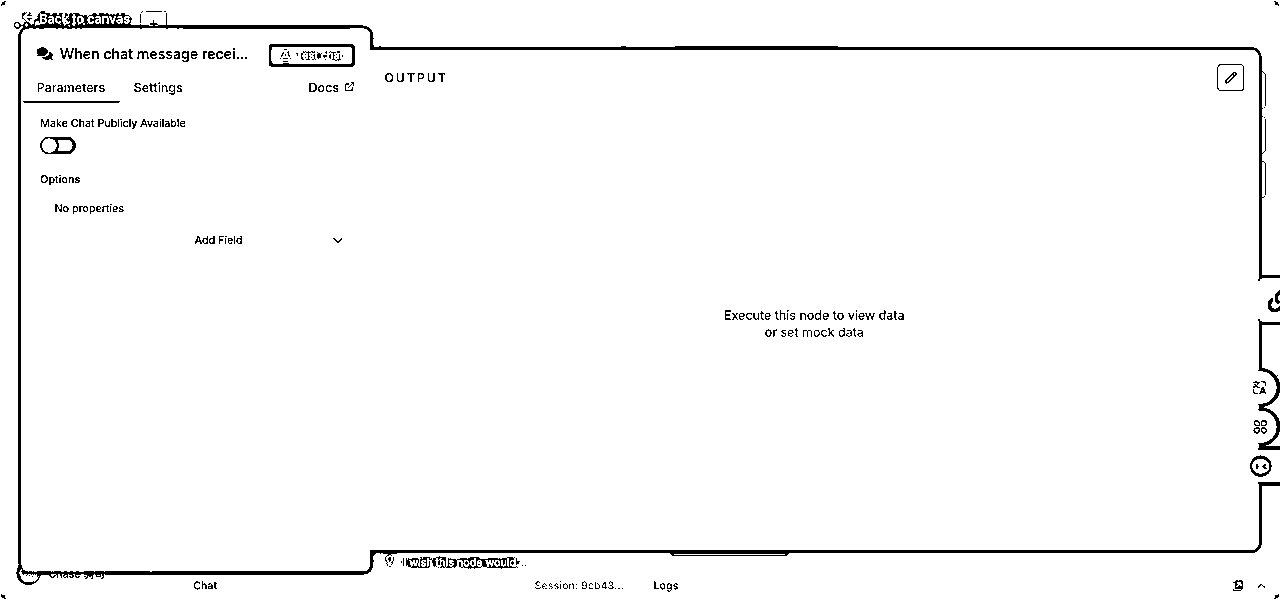 Back to canvas
When chat message recei...
Test chat
Parameters
Settings
Docs
OUTPUT
Make Chat Publicly Available
Options
No properties
Add Field
Execute this node to view data
or set mock data
I wish this node would...
Chat
Session: 9cb43...
Logs